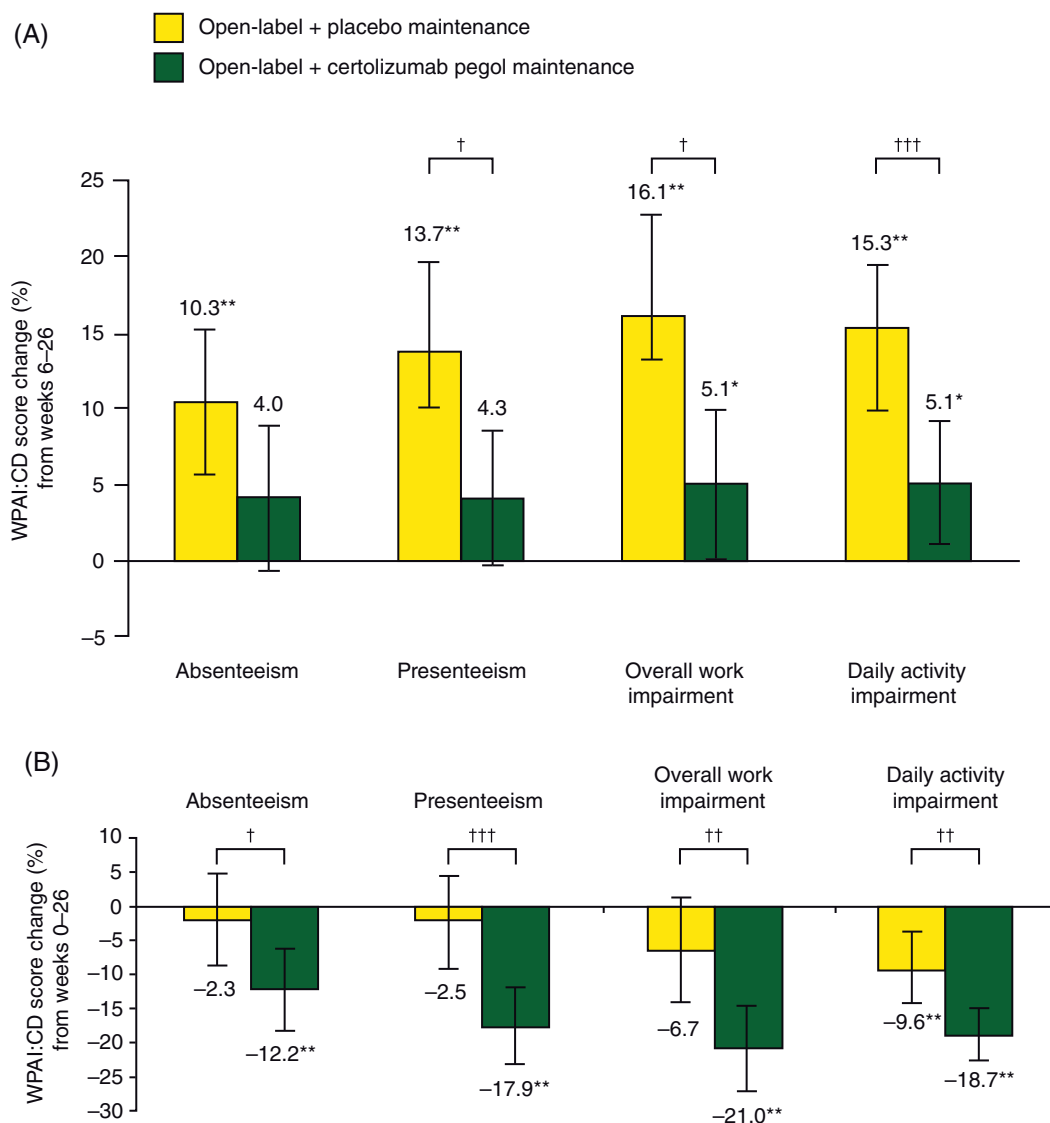 (A)
Open-label + placebo maintenance
Open-label + certolizumab pegol maintenance
WPAI:CD score change (%)
from weeks 6–26
25
20
15
10
5
0
–5
†
†
†††
10.3**
4.0
13.7**
4.3
16.1**
5.1*
15.3**
5.1*
Absenteeism
Presenteeism
Overall work
impairment
Daily activity
impairment
(B)
WPAI:CD score change (%)
from weeks 0–26
Absenteeism
Presenteeism
Overall work
impairment
Daily activity
impairment
10
5
0
–5
–10
–15
–20
–25
–30
†
†††
††
††
–2.3
–12.2**
–2.5
–17.9**
–6.7
–21.0**
–9.6**
–18.7**